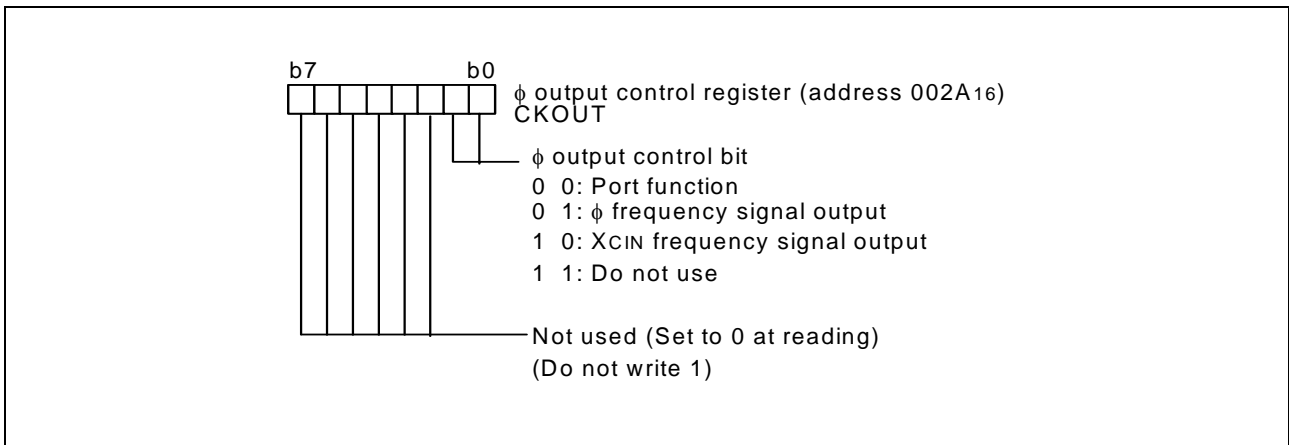 b7 b0
ϕ output control register (address 002A16)
CKOUT
ϕ output control bit
0 0: Port function
0 1: ϕ frequency signal output
1 0: XCIN frequency signal output
1 1: Do not use
Not used (Set to 0 at reading)
(Do not write 1)